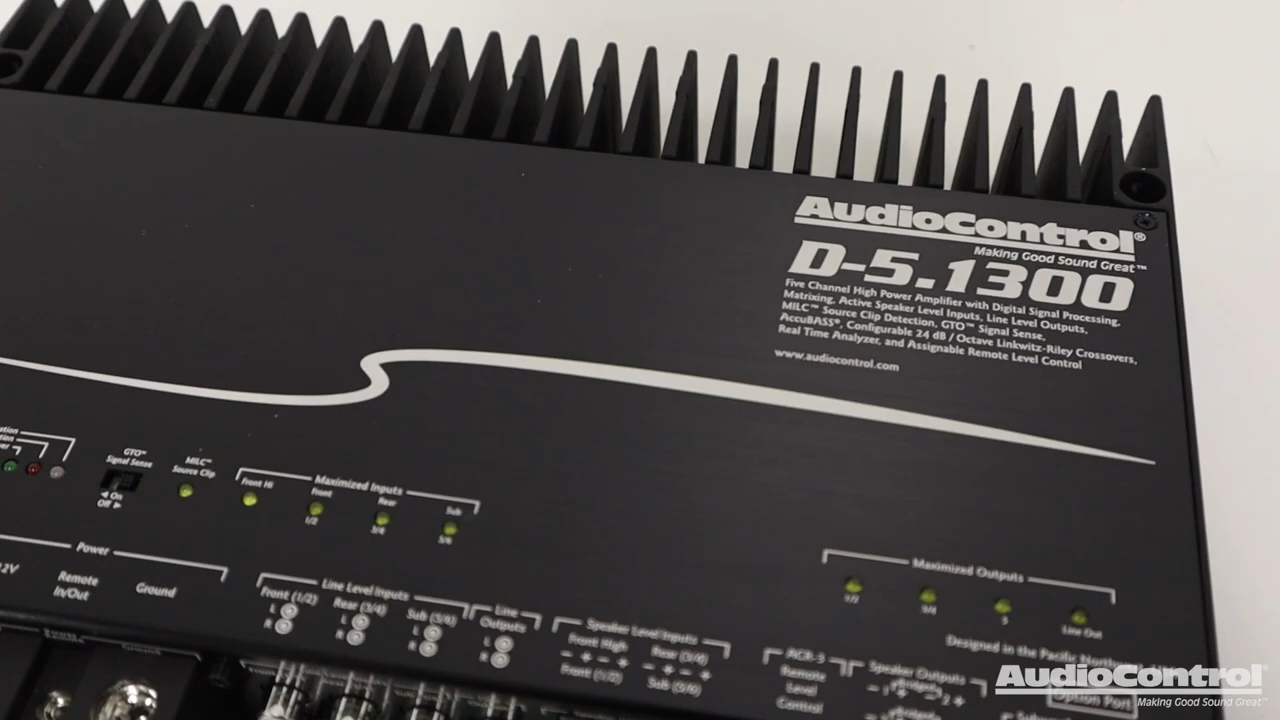 AudioControl®
Making Good Sound Great™
D-5.1300
Five Channel High Power Amplifier with Digital Signal Processing,
Matrixing, Active Speaker Level Inputs, Line Level Outputs,
MILC™ Source Clip Detection, GTO™ Signal Sense,
AccuBASS®, Configurable 24 dB / Octave Linkwitz-Riley Crossovers,
Real Time Analyzer, and Assignable Remote Level Control
www.audiocontrol.com
GTO™
Signal Sense
◄ On
Off ►
MILC™
Source Clip
Maximized Inputs
Front Hi
Front
1/2
Rear
3/4
Sub
5/6
Power
12V
Remote
In/Out
Ground
Line Level Inputs
Front (1/2)
L
R
Rear (3/4)
L
R
Sub (5/6)
L
R
Line
Outputs
L
R
Speaker Level Inputs
Front High
- + - +
Front (1/2)
Rear (3/4)
- + - +
Sub (5/6)
Maximized Outputs
1/2
3/4
5
Line Out
Designed in the Pacific
ACR-3
Remote
Level
Control
Speaker Outputs
Option Port
AudioControl®
Making Good Sound Great™